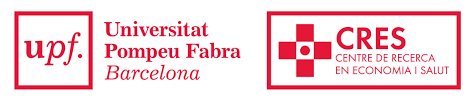 upf.
Universitat
Pompeu Fabra
Barcelona
CRES
CENTRE DE RECERCA
EN ECONOMIA I SALUT